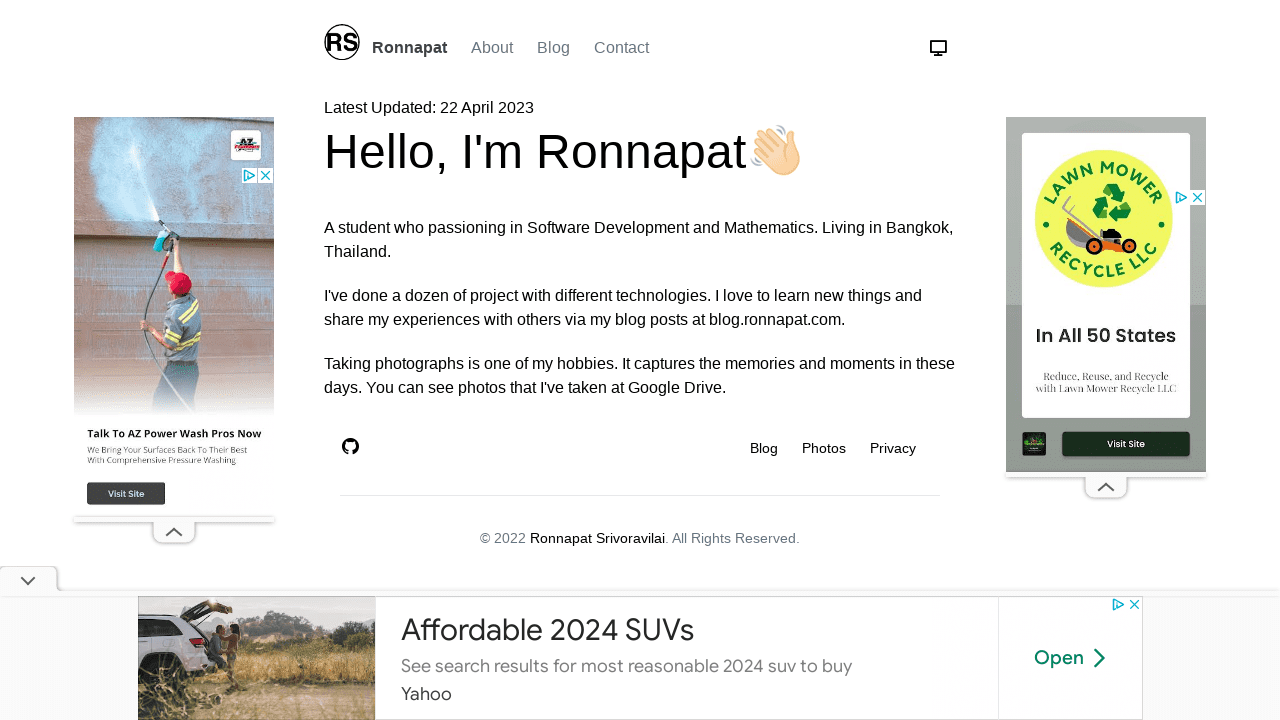 RS Ronnapat About Blog Contact
Latest Updated: 22 April 2023
Hello, I'm Ronnapat👋🏻
A student who passioning in Software Development and Mathematics. Living in Bangkok,
Thailand.
I've done a dozen of project with different technologies. I love to learn new things and
share my experiences with others via my blog posts at blog.ronnapat.com.
Taking photographs is one of my hobbies. It captures the memories and moments in these
days. You can see photos that I've taken at Google Drive.
Blog Photos Privacy
© 2022 Ronnapat Srivoravilai. All Rights Reserved.
AZ
Talk To AZ Power Wash Pros Now
We Bring Your Surfaces Back To Their Best
With Comprehensive Pressure Washing.
Visit Site
LAWN MOWER
RECYCLE LLC
In All 50 States
Reduce, Reuse, and Recycle
with Lawn Mower Recycle LLC
Visit Site
Affordable 2024 SUVs
See search results for most reasonable 2024 suv to buy
Yahoo
Open